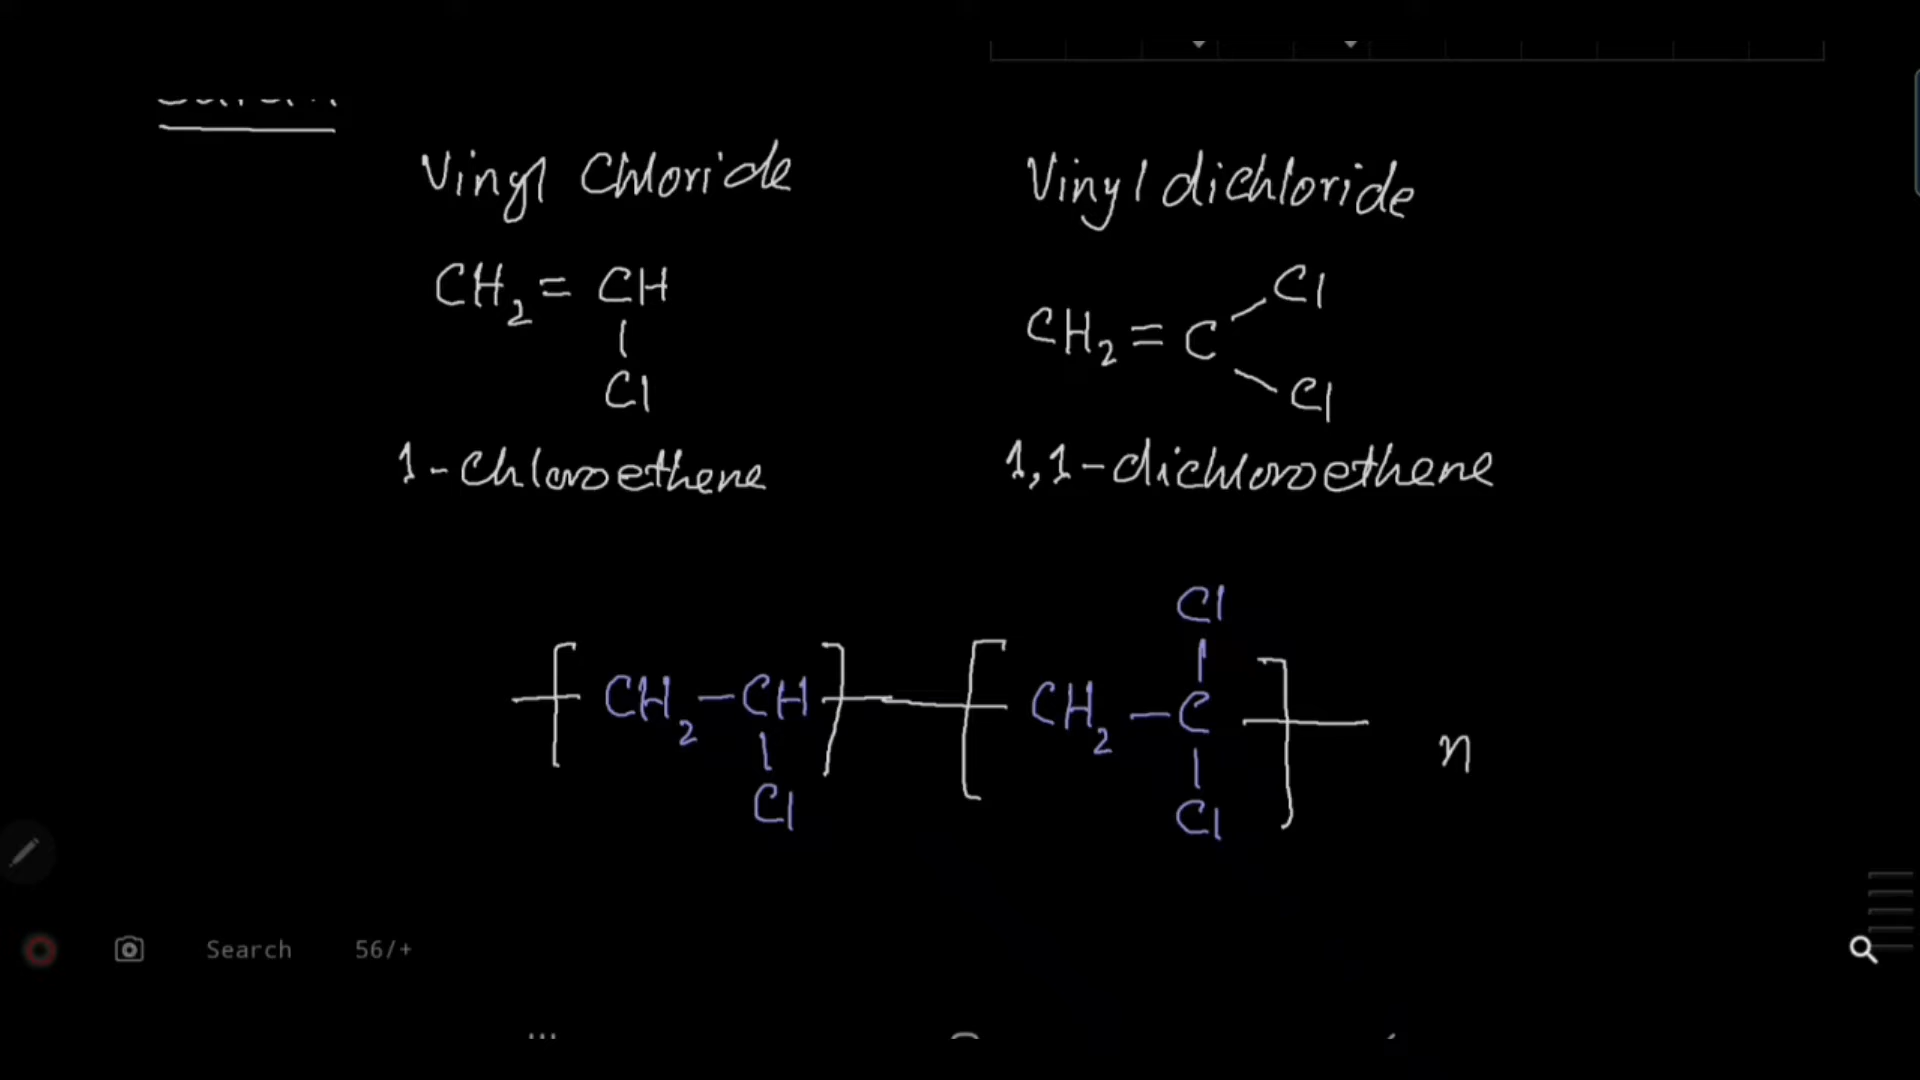 Vinyl Chloride Vinyl dichloride
CH2 = CH
|
Cl
CH2 = C
Cl
Cl
1-Chloroethene 1,1-dichloroethene
Cl
|
[CH2 - CH] [CH2 - C] n
| |
Cl Cl
Search 56/+